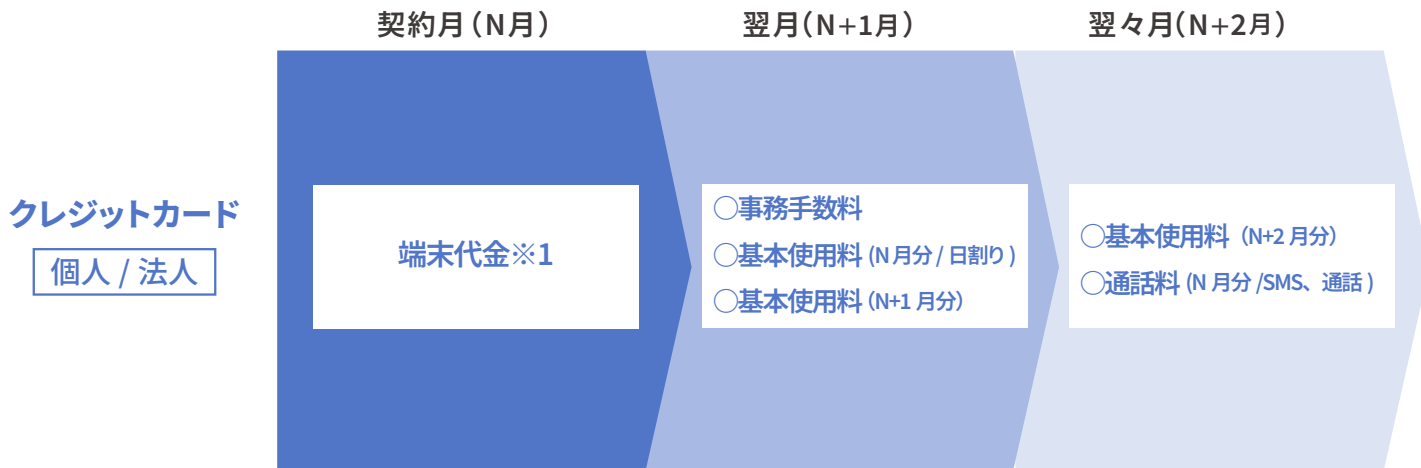 契約月（N月）
翌月（N+1月）
翌々月（N+2月）
クレジットカード
個人 / 法人
端末代金※1
○事務手数料
○基本使用料 (N 月分 / 日割り )
○基本使用料 (N+1 月分）
○基本使用料（N+2 月分）
○通話料 (N 月分 /SMS、通話 )